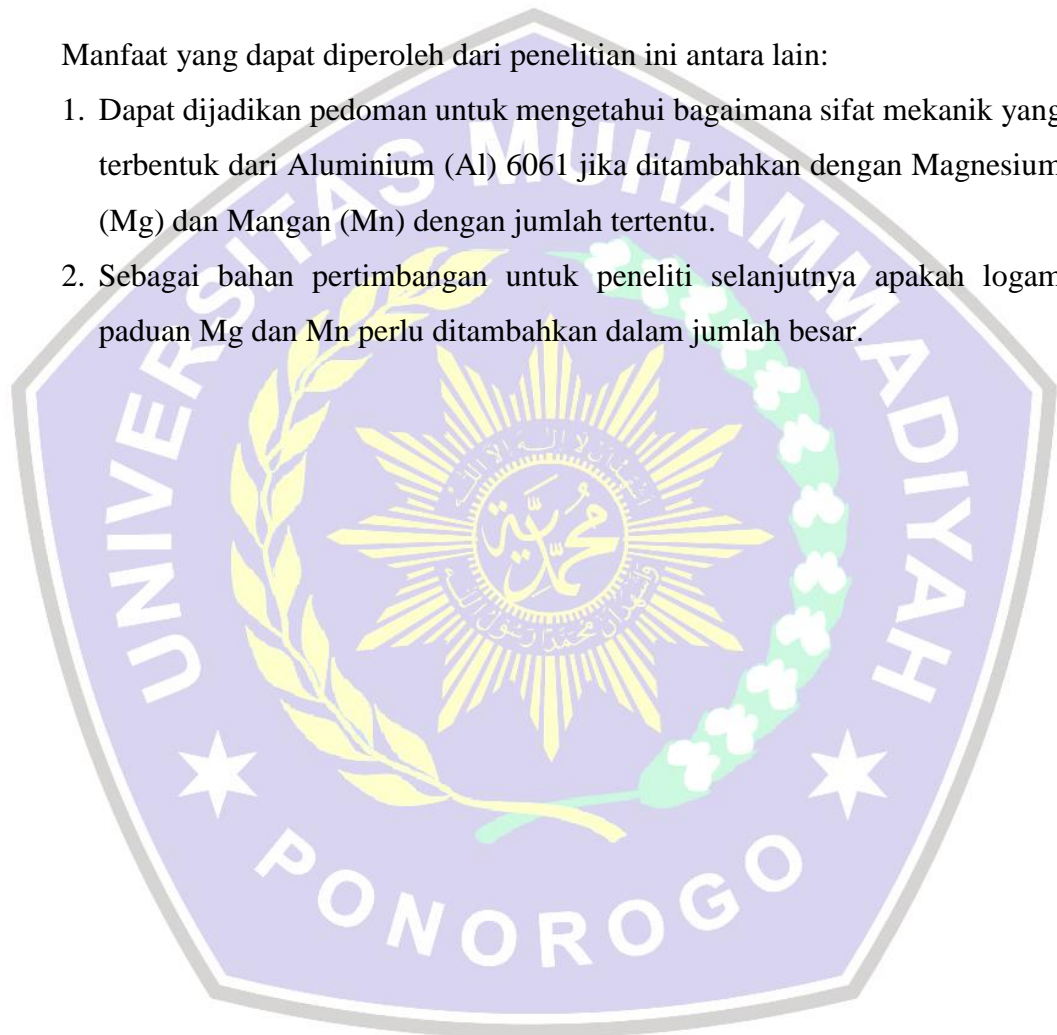 Manfaat yang dapat diperoleh dari penelitian ini antara lain:
1. Dapat dijadikan pedoman untuk mengetahui bagaimana sifat mekanik yang
terbentuk dari Aluminium (Al) 6061 jika ditambahkan dengan Magnesium
(Mg) dan Mangan (Mn) dengan jumlah tertentu.
2. Sebagai bahan pertimbangan untuk peneliti selanjutnya apakah logam
paduan Mg dan Mn perlu ditambahkan dalam jumlah besar.
UNIVERSITAS MUHAMMADIYAH
PONOROGO